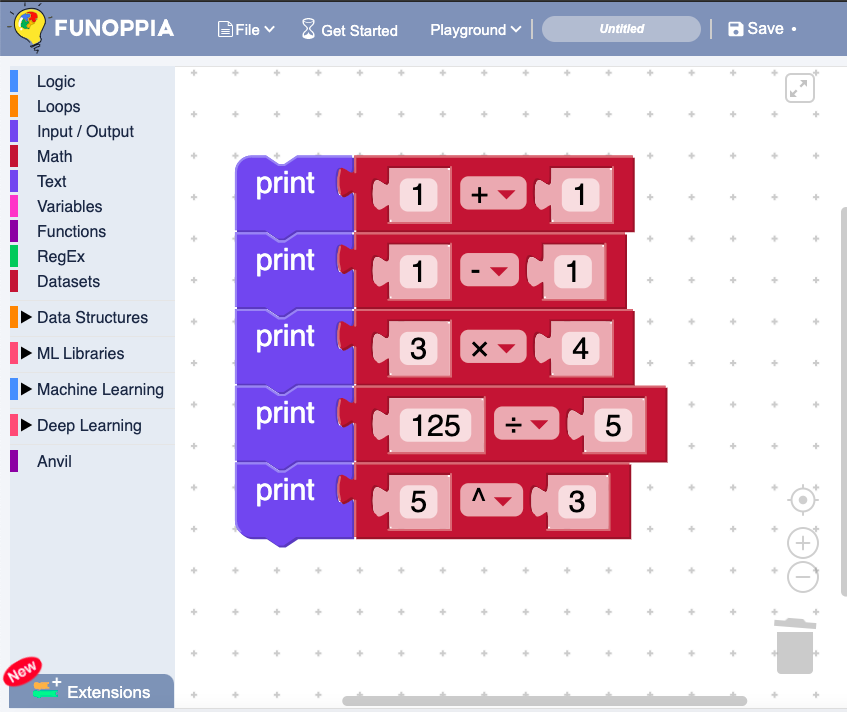 FUNOPPIA File Get Started Playground Untitled Save
Logic
Loops
Input / Output
Math
Text
Variables
Functions
RegEx
Datasets
Data Structures
ML Libraries
Machine Learning
Deep Learning
Anvil
New
Extensions
print 1 + 1
print 1 - 1
print 3 × 4
print 125 ÷ 5
print 5 ^ 3